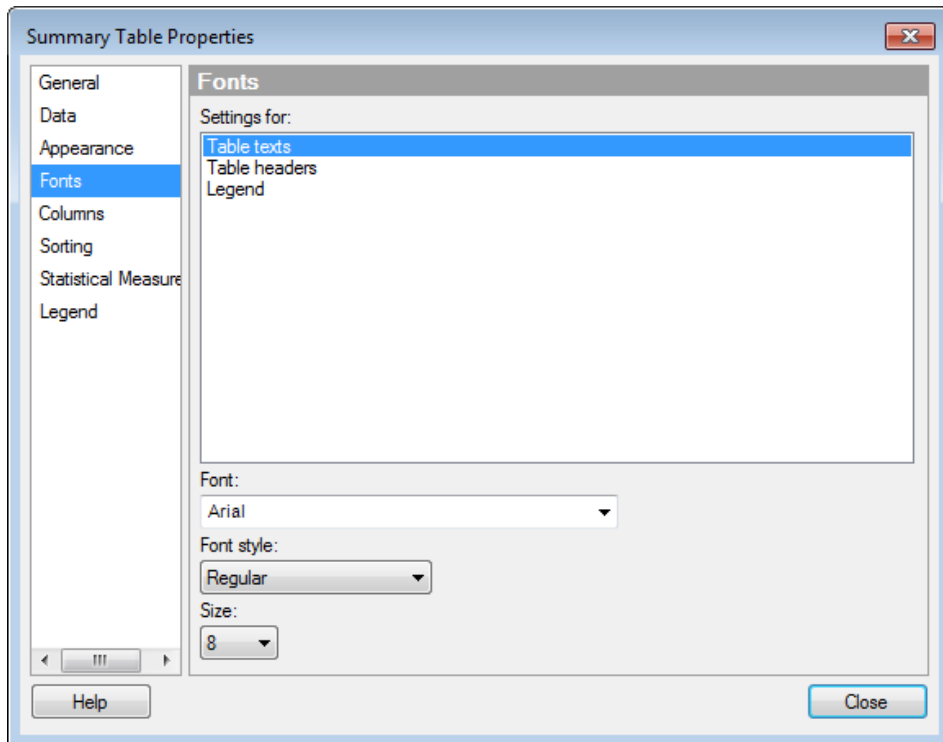 Summary Table Properties
General
Data
Appearance
Fonts
Columns
Sorting
Statistical Measure
Legend
Fonts
Settings for:
Table texts
Table headers
Legend
Font:
Arial
Font style:
Regular
Size:
8
Help
Close